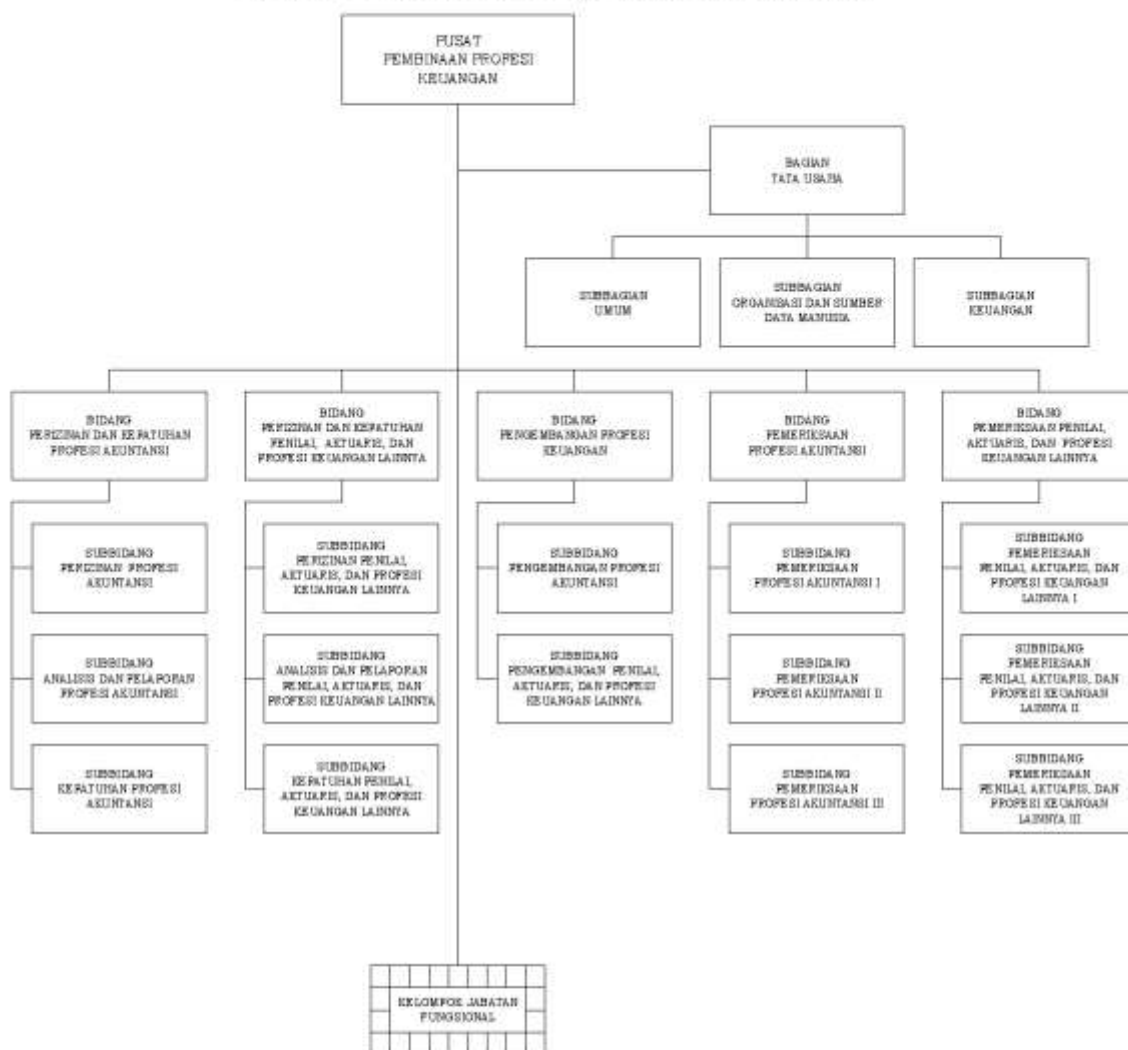 PUSAT
PEMBINAAN PROFESI
KEUANGAN
BAGIAN
TATA USAHA
SUBBAGIAN
UMUM
SUBBAGIAN
ORGANISASI DAN SUMBER
DAYA MANUSIA
SUBBAGIAN
KEUANGAN
BIDANG
PERIZINAN DAN KEPATUHAN
PROFESI AKUNTANSI
BIDANG
PERIZINAN DAN KEPATUHAN
PENILAI, AKTUARIS, DAN
PROFESI KEUANGAN LAINNYA
BIDANG
PENGEMBANGAN PROFESI
KEUANGAN
BIDANG
PEMERIKSAAN
PROFESI AKUNTANSI
BIDANG
PEMERIKSAAN PENILAI,
AKTUARIS, DAN PROFESI
KEUANGAN LAINNYA
SUBBIDANG
PERIZINAN PROFESI
AKUNTANSI
SUBBIDANG
PERIZINAN PENILAI,
AKTUARIS, DAN PROFESI
KEUANGAN LAINNYA
SUBBIDANG
PENGEMBANGAN PROFESI
AKUNTANSI
SUBBIDANG
PEMERIKSAAN
PROFESI AKUNTANSI I
SUBBIDANG
PEMERIKSAAN
PENILAI, AKTUARIS, DAN
PROFESI KEUANGAN
LAINNYA I
SUBBIDANG
ANALISIS DAN PELAPORAN
PROFESI AKUNTANSI
SUBBIDANG
ANALISIS DAN PELAPORAN
PENILAI, AKTUARIS, DAN
PROFESI KEUANGAN LAINNYA
SUBBIDANG
PENGEMBANGAN PENILAI,
AKTUARIS, DAN PROFESI
KEUANGAN LAINNYA
SUBBIDANG
PEMERIKSAAN
PROFESI AKUNTANSI II
SUBBIDANG
PEMERIKSAAN
PENILAI, AKTUARIS, DAN
PROFESI KEUANGAN
LAINNYA II
SUBBIDANG
KEPATUHAN PROFESI
AKUNTANSI
SUBBIDANG
KEPATUHAN PENILAI,
AKTUARIS, DAN PROFESI
KEUANGAN LAINNYA
SUBBIDANG
PEMERIKSAAN
PROFESI AKUNTANSI III
SUBBIDANG
PEMERIKSAAN
PENILAI, AKTUARIS, DAN
PROFESI KEUANGAN
LAINNYA III
KELOMPOK JABATAN
FUNGSIONAL